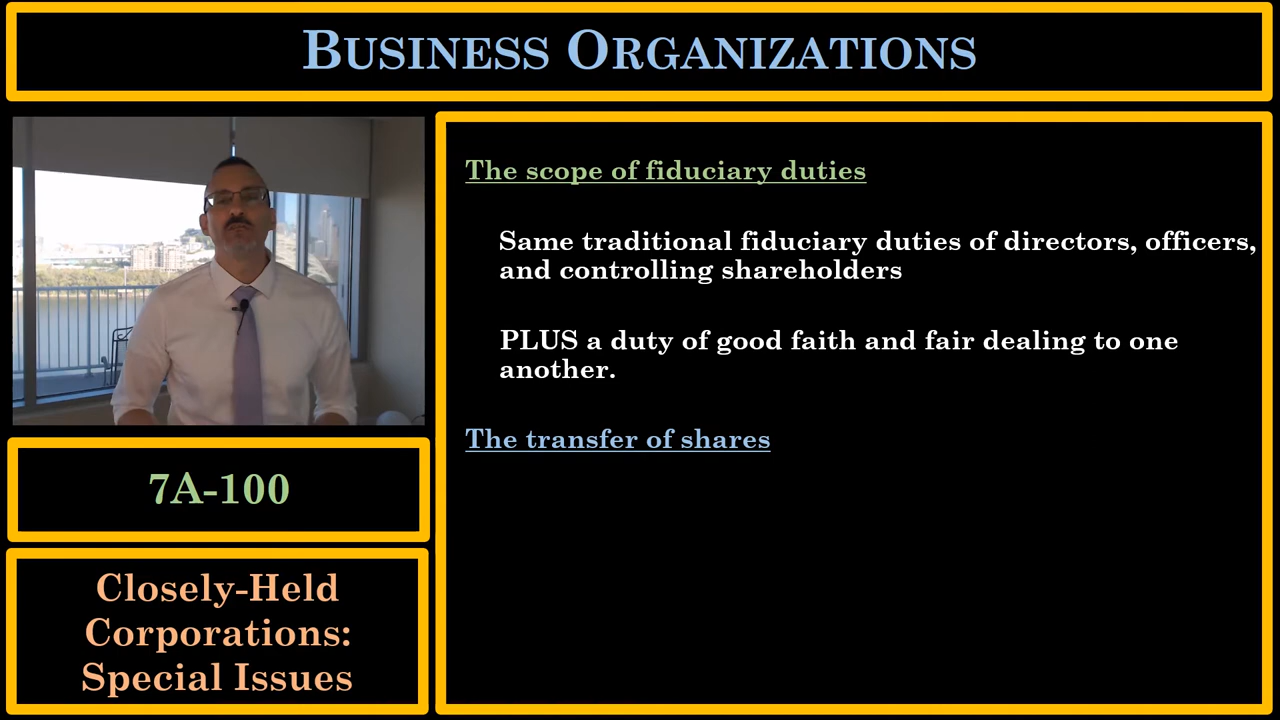 BUSINESS ORGANIZATIONS
The scope of fiduciary duties
Same traditional fiduciary duties of directors, officers,
and controlling shareholders
PLUS a duty of good faith and fair dealing to one
another.
The transfer of shares
7A-100
Closely-Held
Corporations:
Special Issues